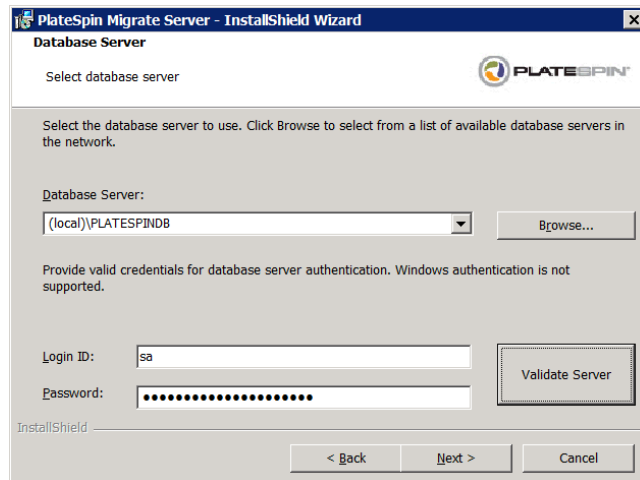 PlateSpin Migrate Server - InstallShield Wizard
Database Server
Select database server
PLATESPIN
Select the database server to use. Click Browse to select from a list of available database servers in
the network.
Database Server:
(local)\PLATESPINDB
Browse...
Provide valid credentials for database server authentication. Windows authentication is not
supported.
Login ID:
sa
Validate Server
Password:
●●●●●●●●●●●●●●●●●●●●●
InstallShield
< Back
Next >
Cancel